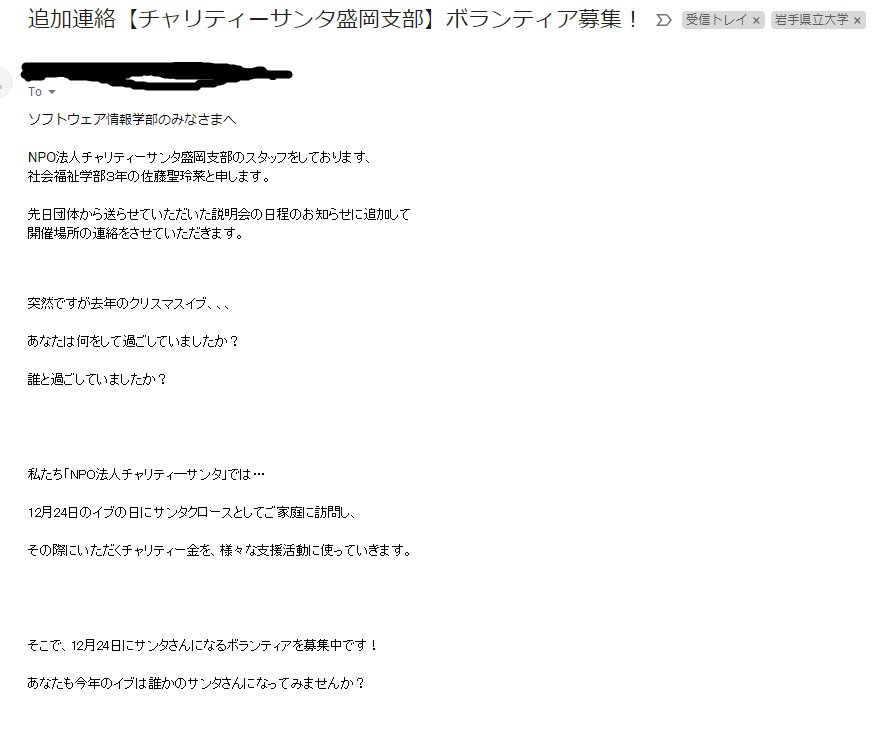 追加連絡【チャリティーサンタ盛岡支部】ボランティア募集！ 受信トレイ × 岩手県立大学 ×
To
ソフトウェア情報学部のみなさまへ
NPO法人チャリティーサンタ盛岡支部のスタッフをしております、
社会福祉学部３年の佐藤聖玲菜と申します。
先日団体から送らせていただいた説明会の日程のお知らせに追加して
開催場所の連絡をさせていただきます。
突然ですが去年のクリスマスイブ、、、
あなたは何をして過ごしていましたか？
誰と過ごしていましたか？
私たち「NPO法人チャリティーサンタ」では…
12月24日のイブの日にサンタクロースとしてご家庭に訪問し、
その際にいただくチャリティー金を、様々な支援活動に使っていきます。
そこで、12月24日にサンタさんになるボランティアを募集中です！
あなたも今年のイブは誰かのサンタさんになってみませんか？